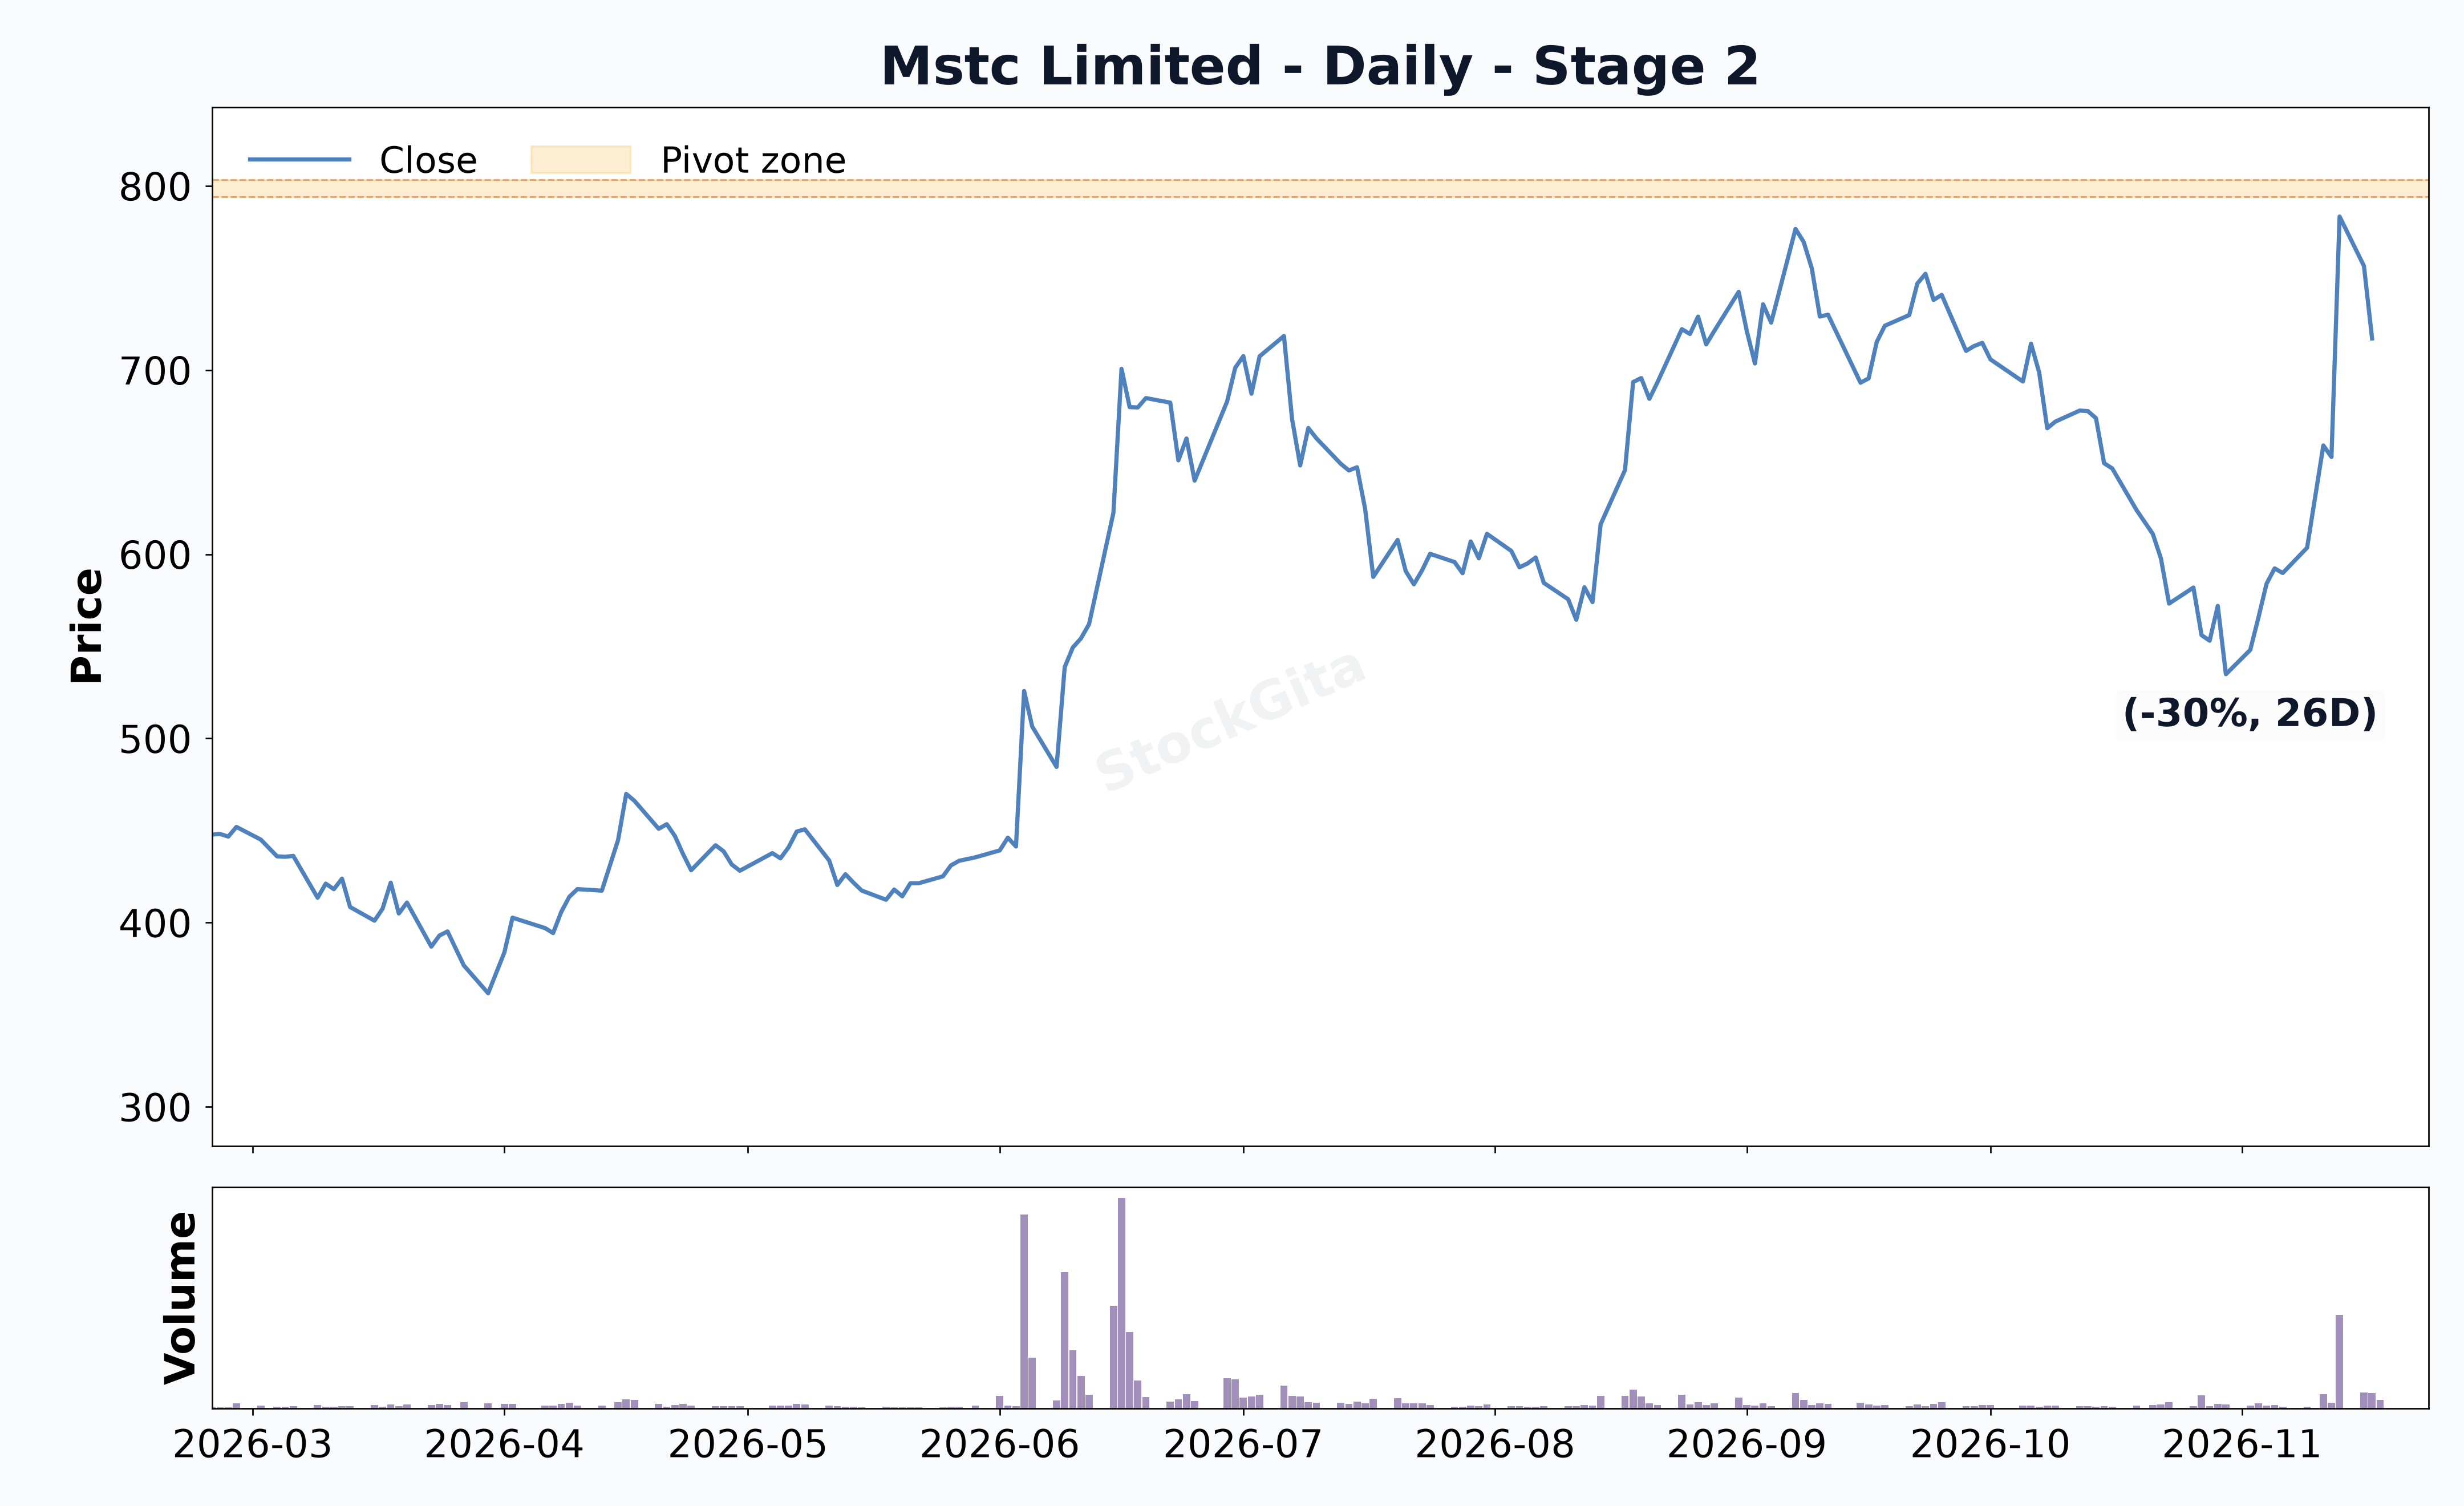 Mstc Limited - Daily - Stage 2
Close
Pivot zone
800
700
600
500
400
300
Price
StockGita
(-30%, 26D)
Volume
2026-03
2026-04
2026-05
2026-06
2026-07
2026-08
2026-09
2026-10
2026-11